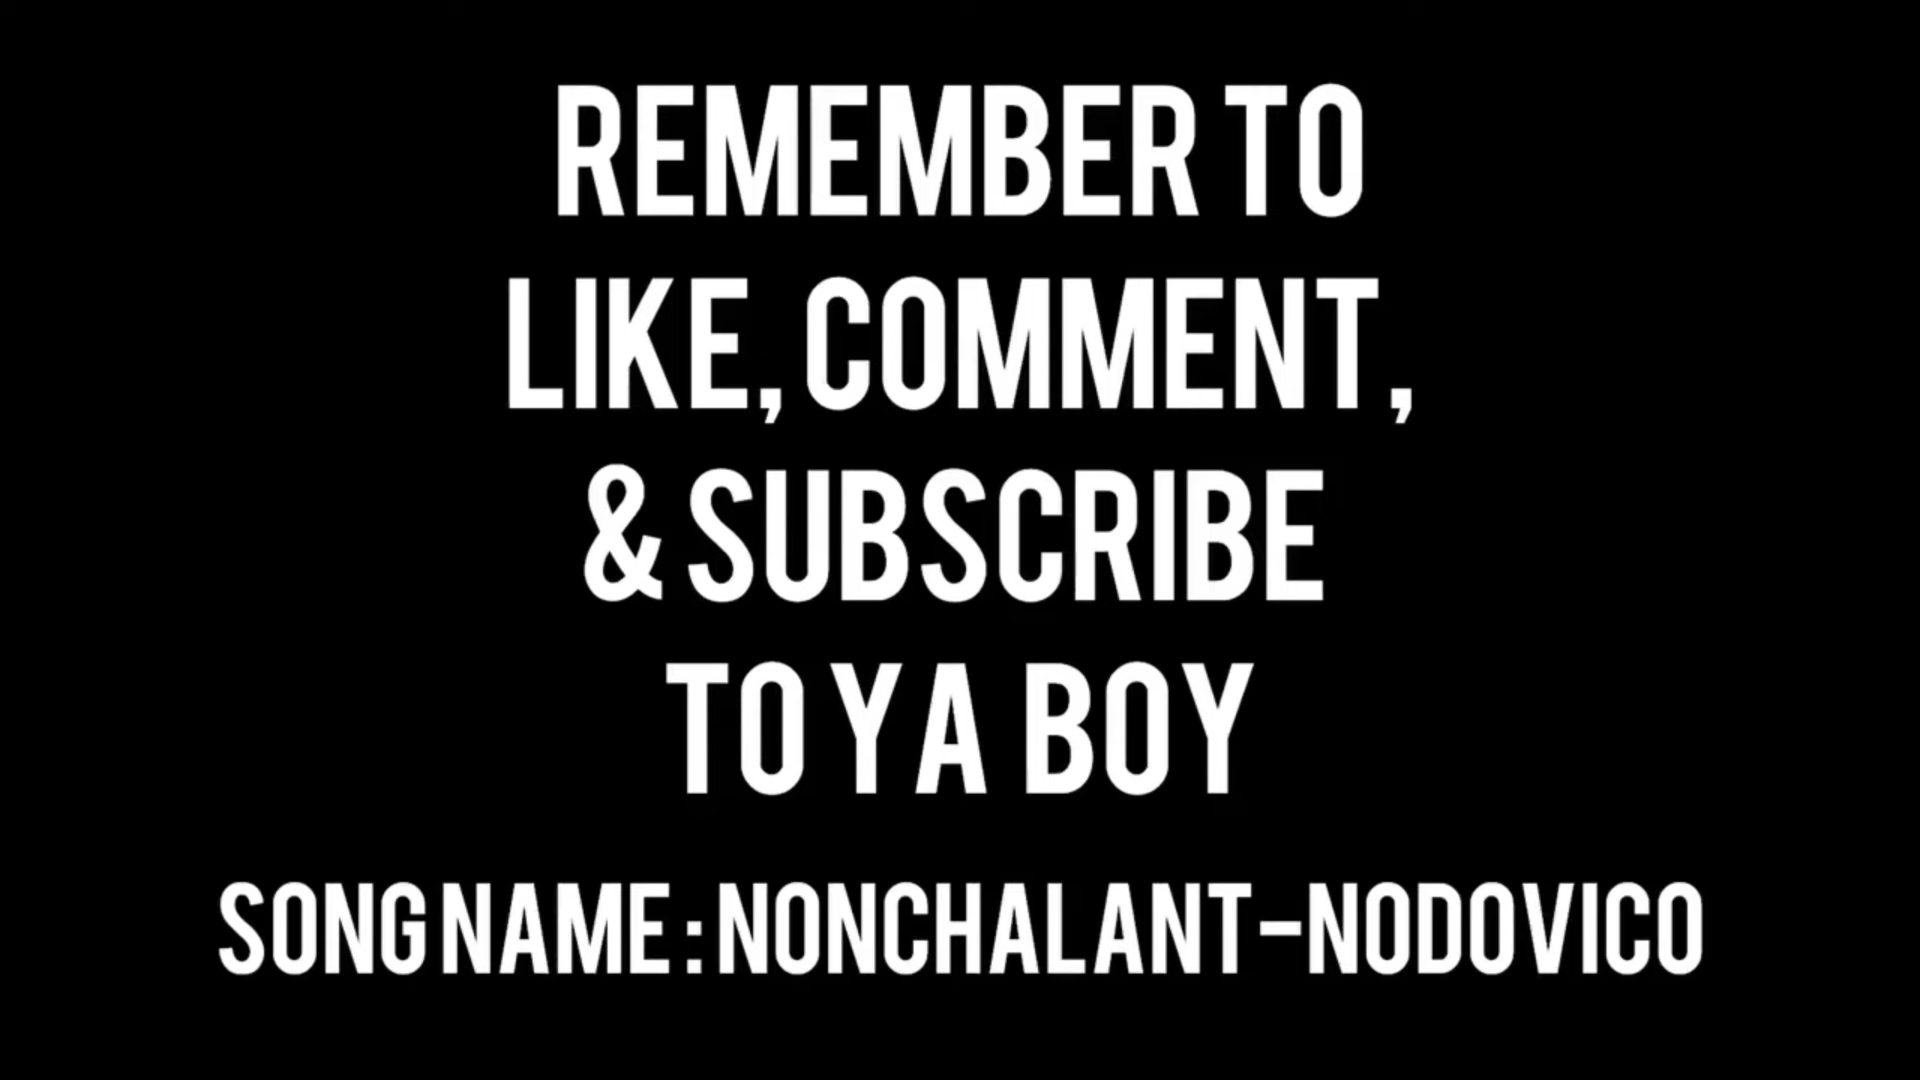 REMEMBER TO
LIKE, COMMENT,
& SUBSCRIBE
TO YA BOY
SONG NAME : NONCHALANT - NODOVICO